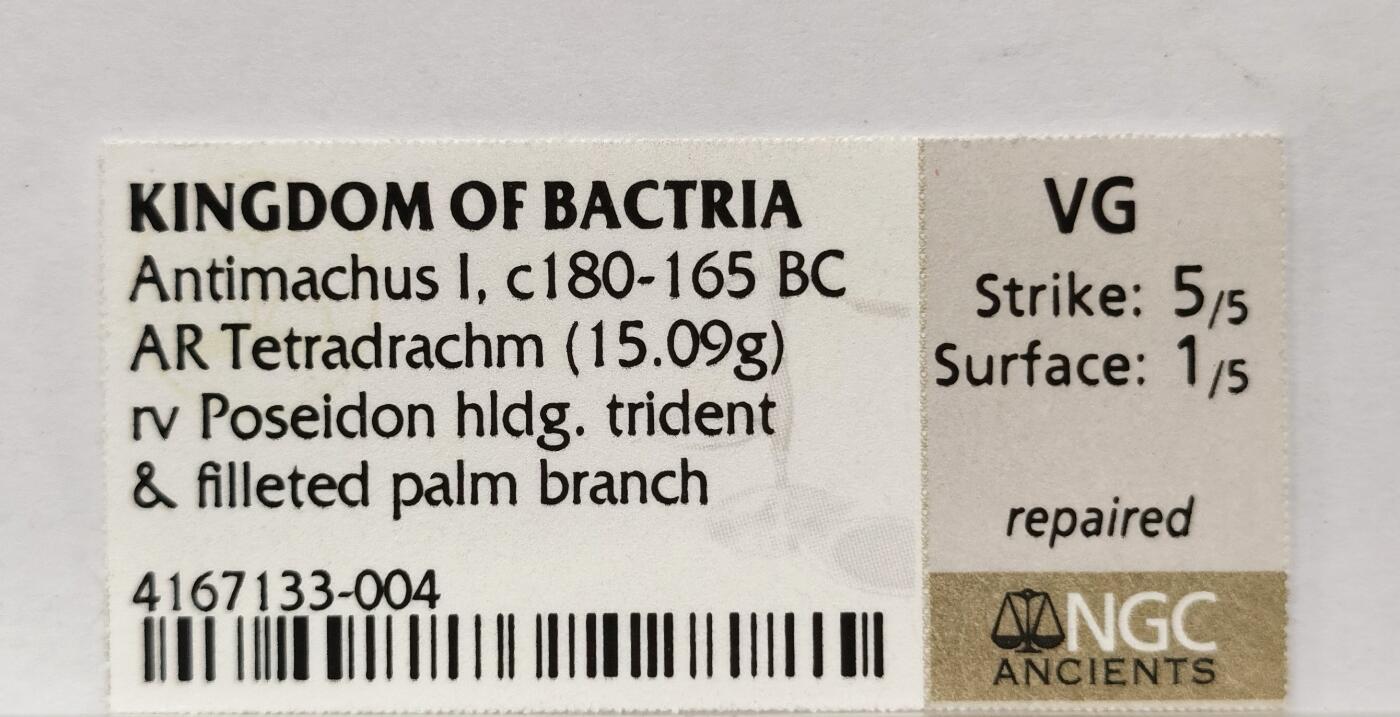 KINGDOM OF BACTRIA
Antimachus I, c180-165 BC
AR Tetradrachm (15.09g)
rv Poseidon hldg. trident
& filleted palm branch
4167133-004
VG
Strike: 5/5
Surface: 1/5
repaired
NGC
ANCIENTS